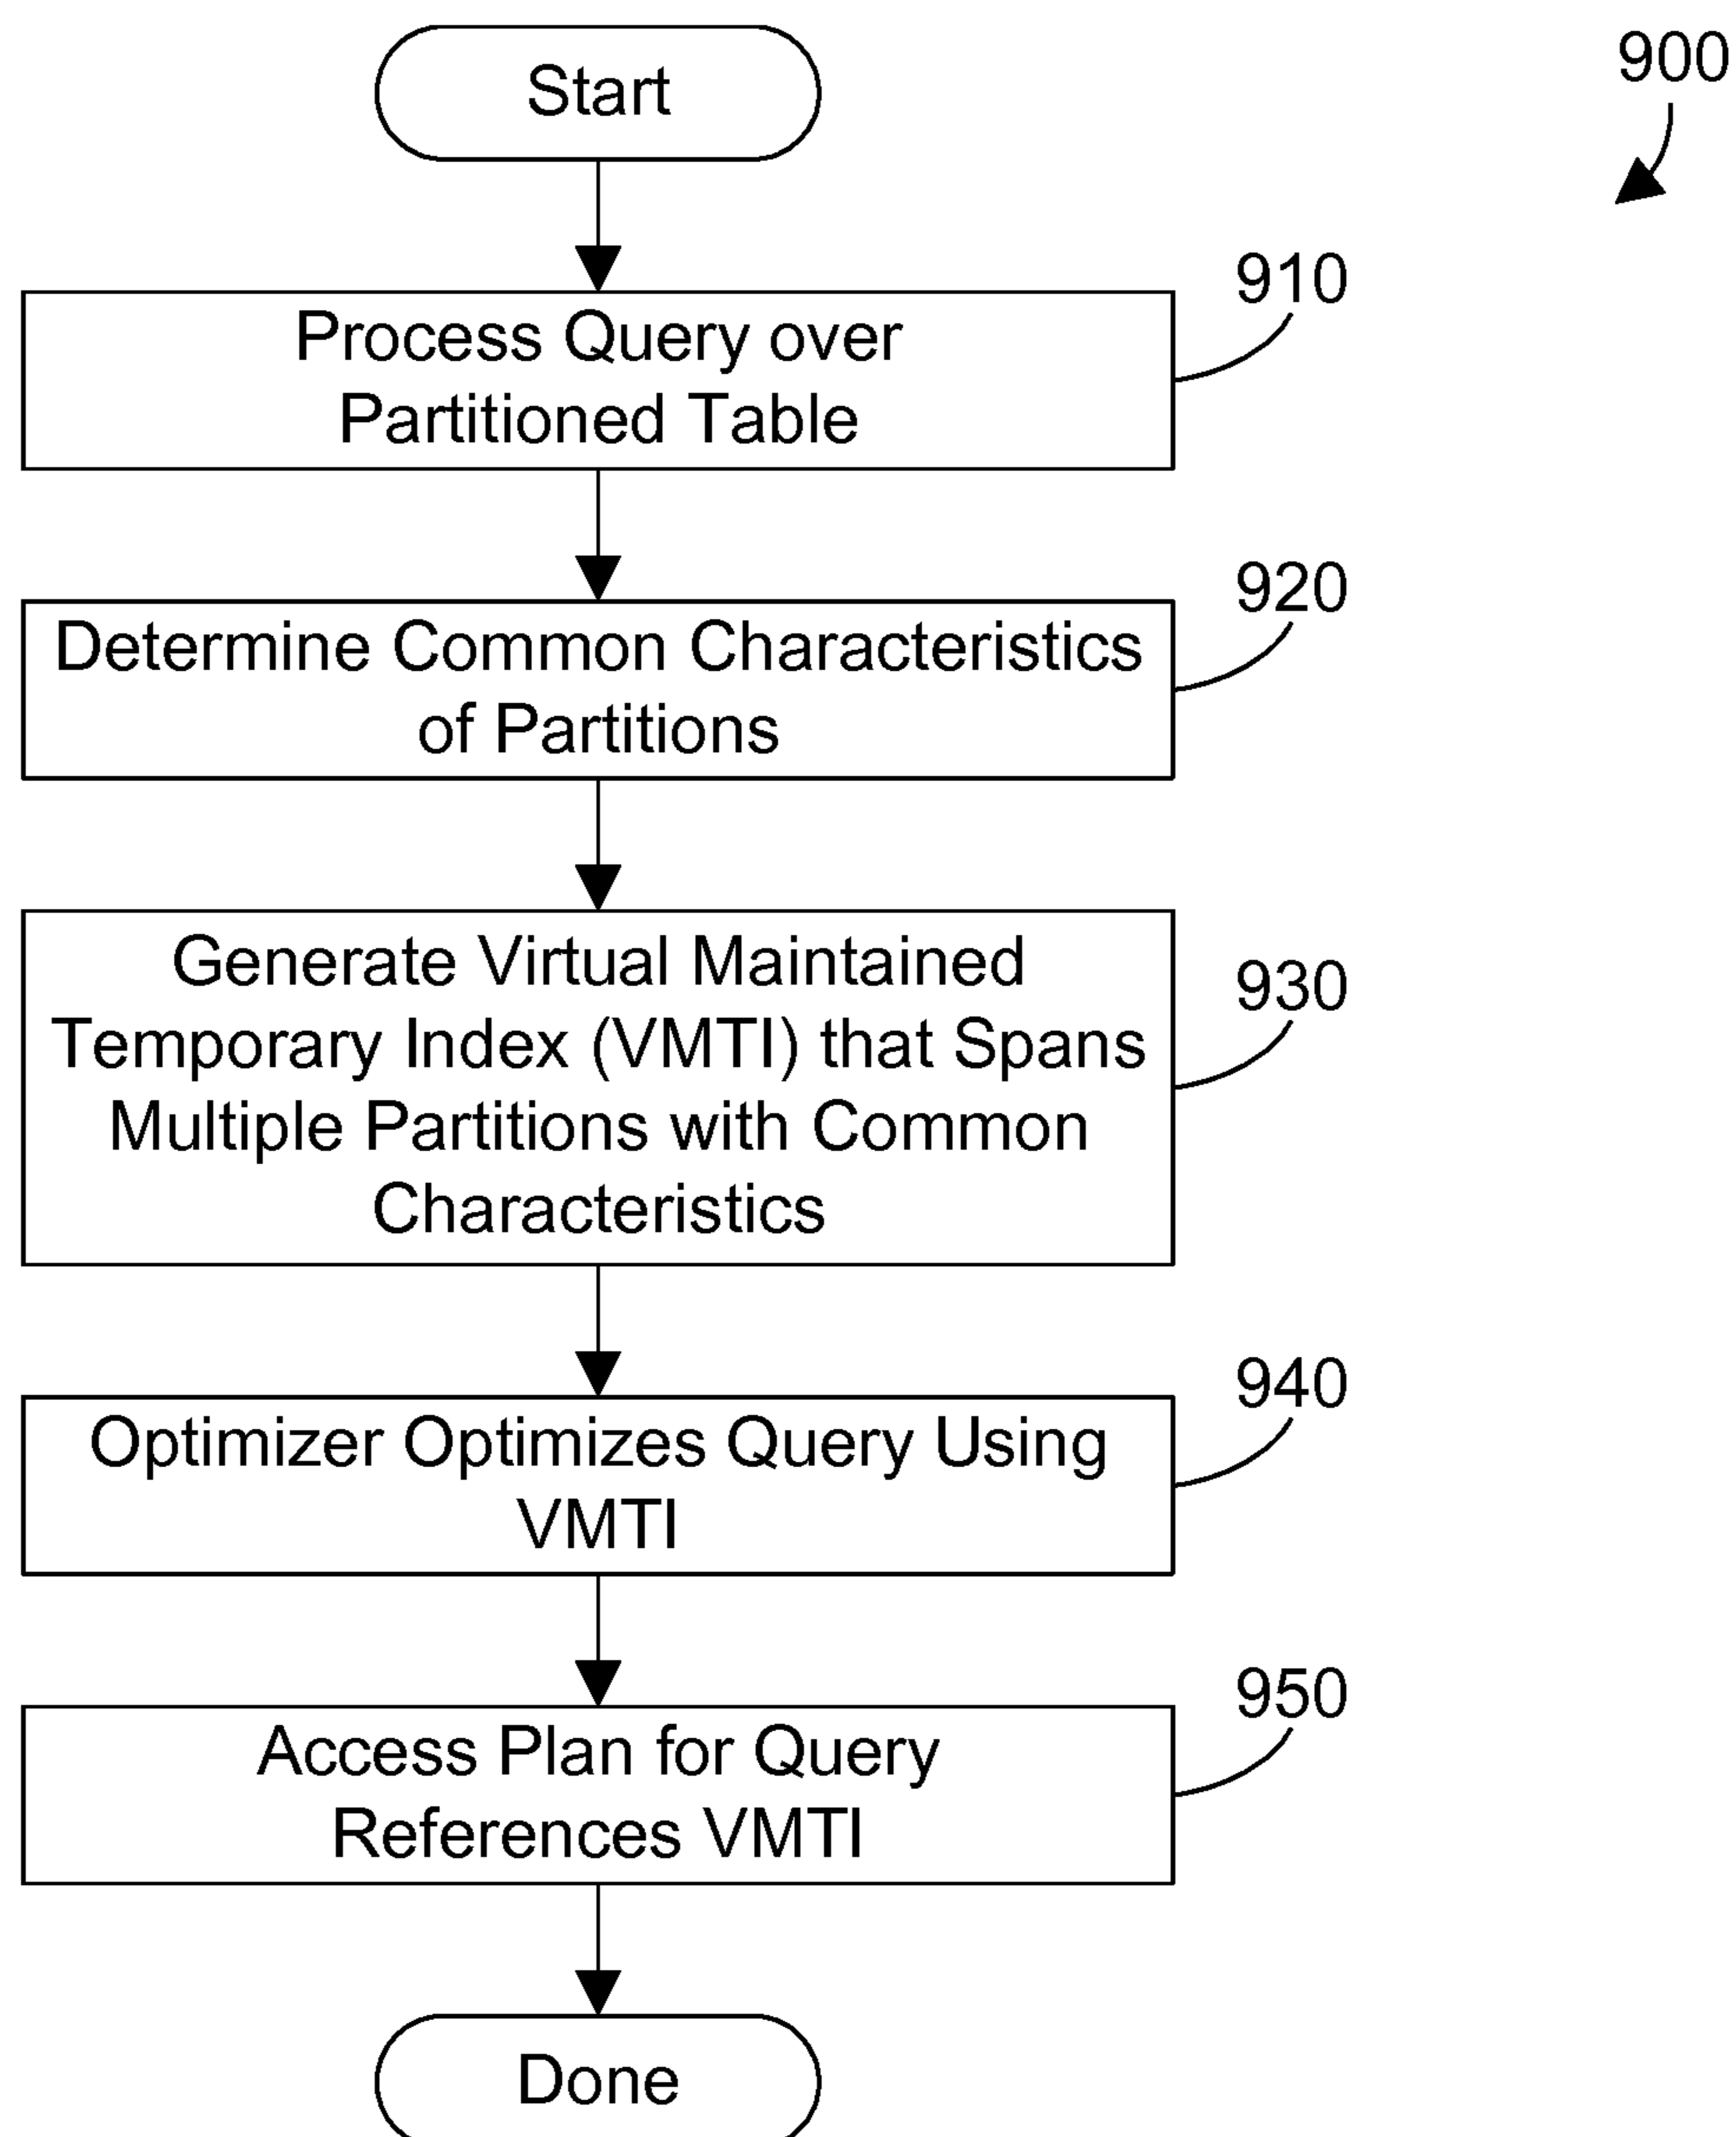 Start
900
910
Process Query over
Partitioned Table
920
Determine Common Characteristics
of Partitions
930
Generate Virtual Maintained
Temporary Index (VMTI) that Spans
Multiple Partitions with Common
Characteristics
940
Optimizer Optimizes Query Using
VMTI
950
Access Plan for Query
References VMTI
Done